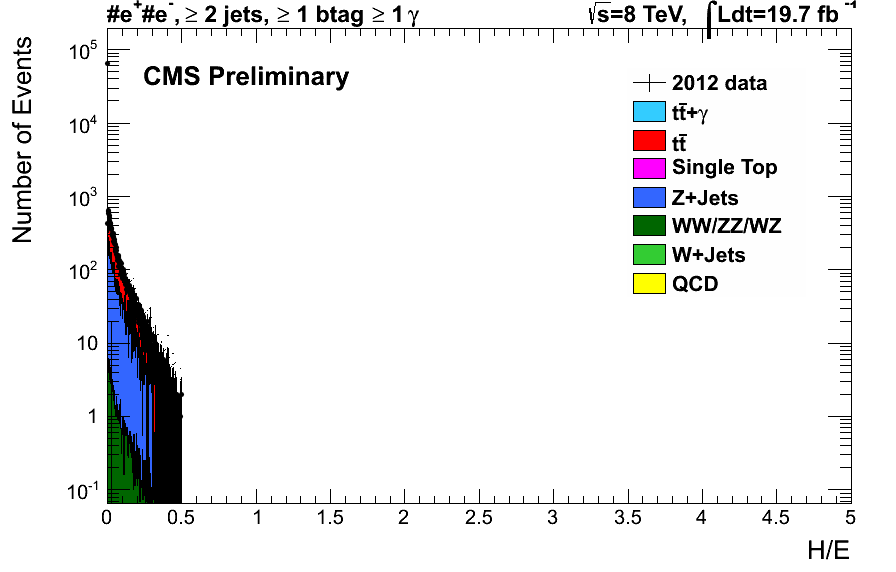 #e⁺#e⁻, ≥ 2 jets, ≥ 1 btag ≥ 1 γ
√s=8 TeV, ∫Ldt=19.7 fb⁻¹
Number of Events
CMS Preliminary
2012 data
tt̄+γ
tt̄
Single Top
Z+Jets
WW/ZZ/WZ
W+Jets
QCD
10⁵
10⁴
10³
10²
10
1
10⁻¹
0 0.5 1 1.5 2 2.5 3 3.5 4 4.5 5
H/E